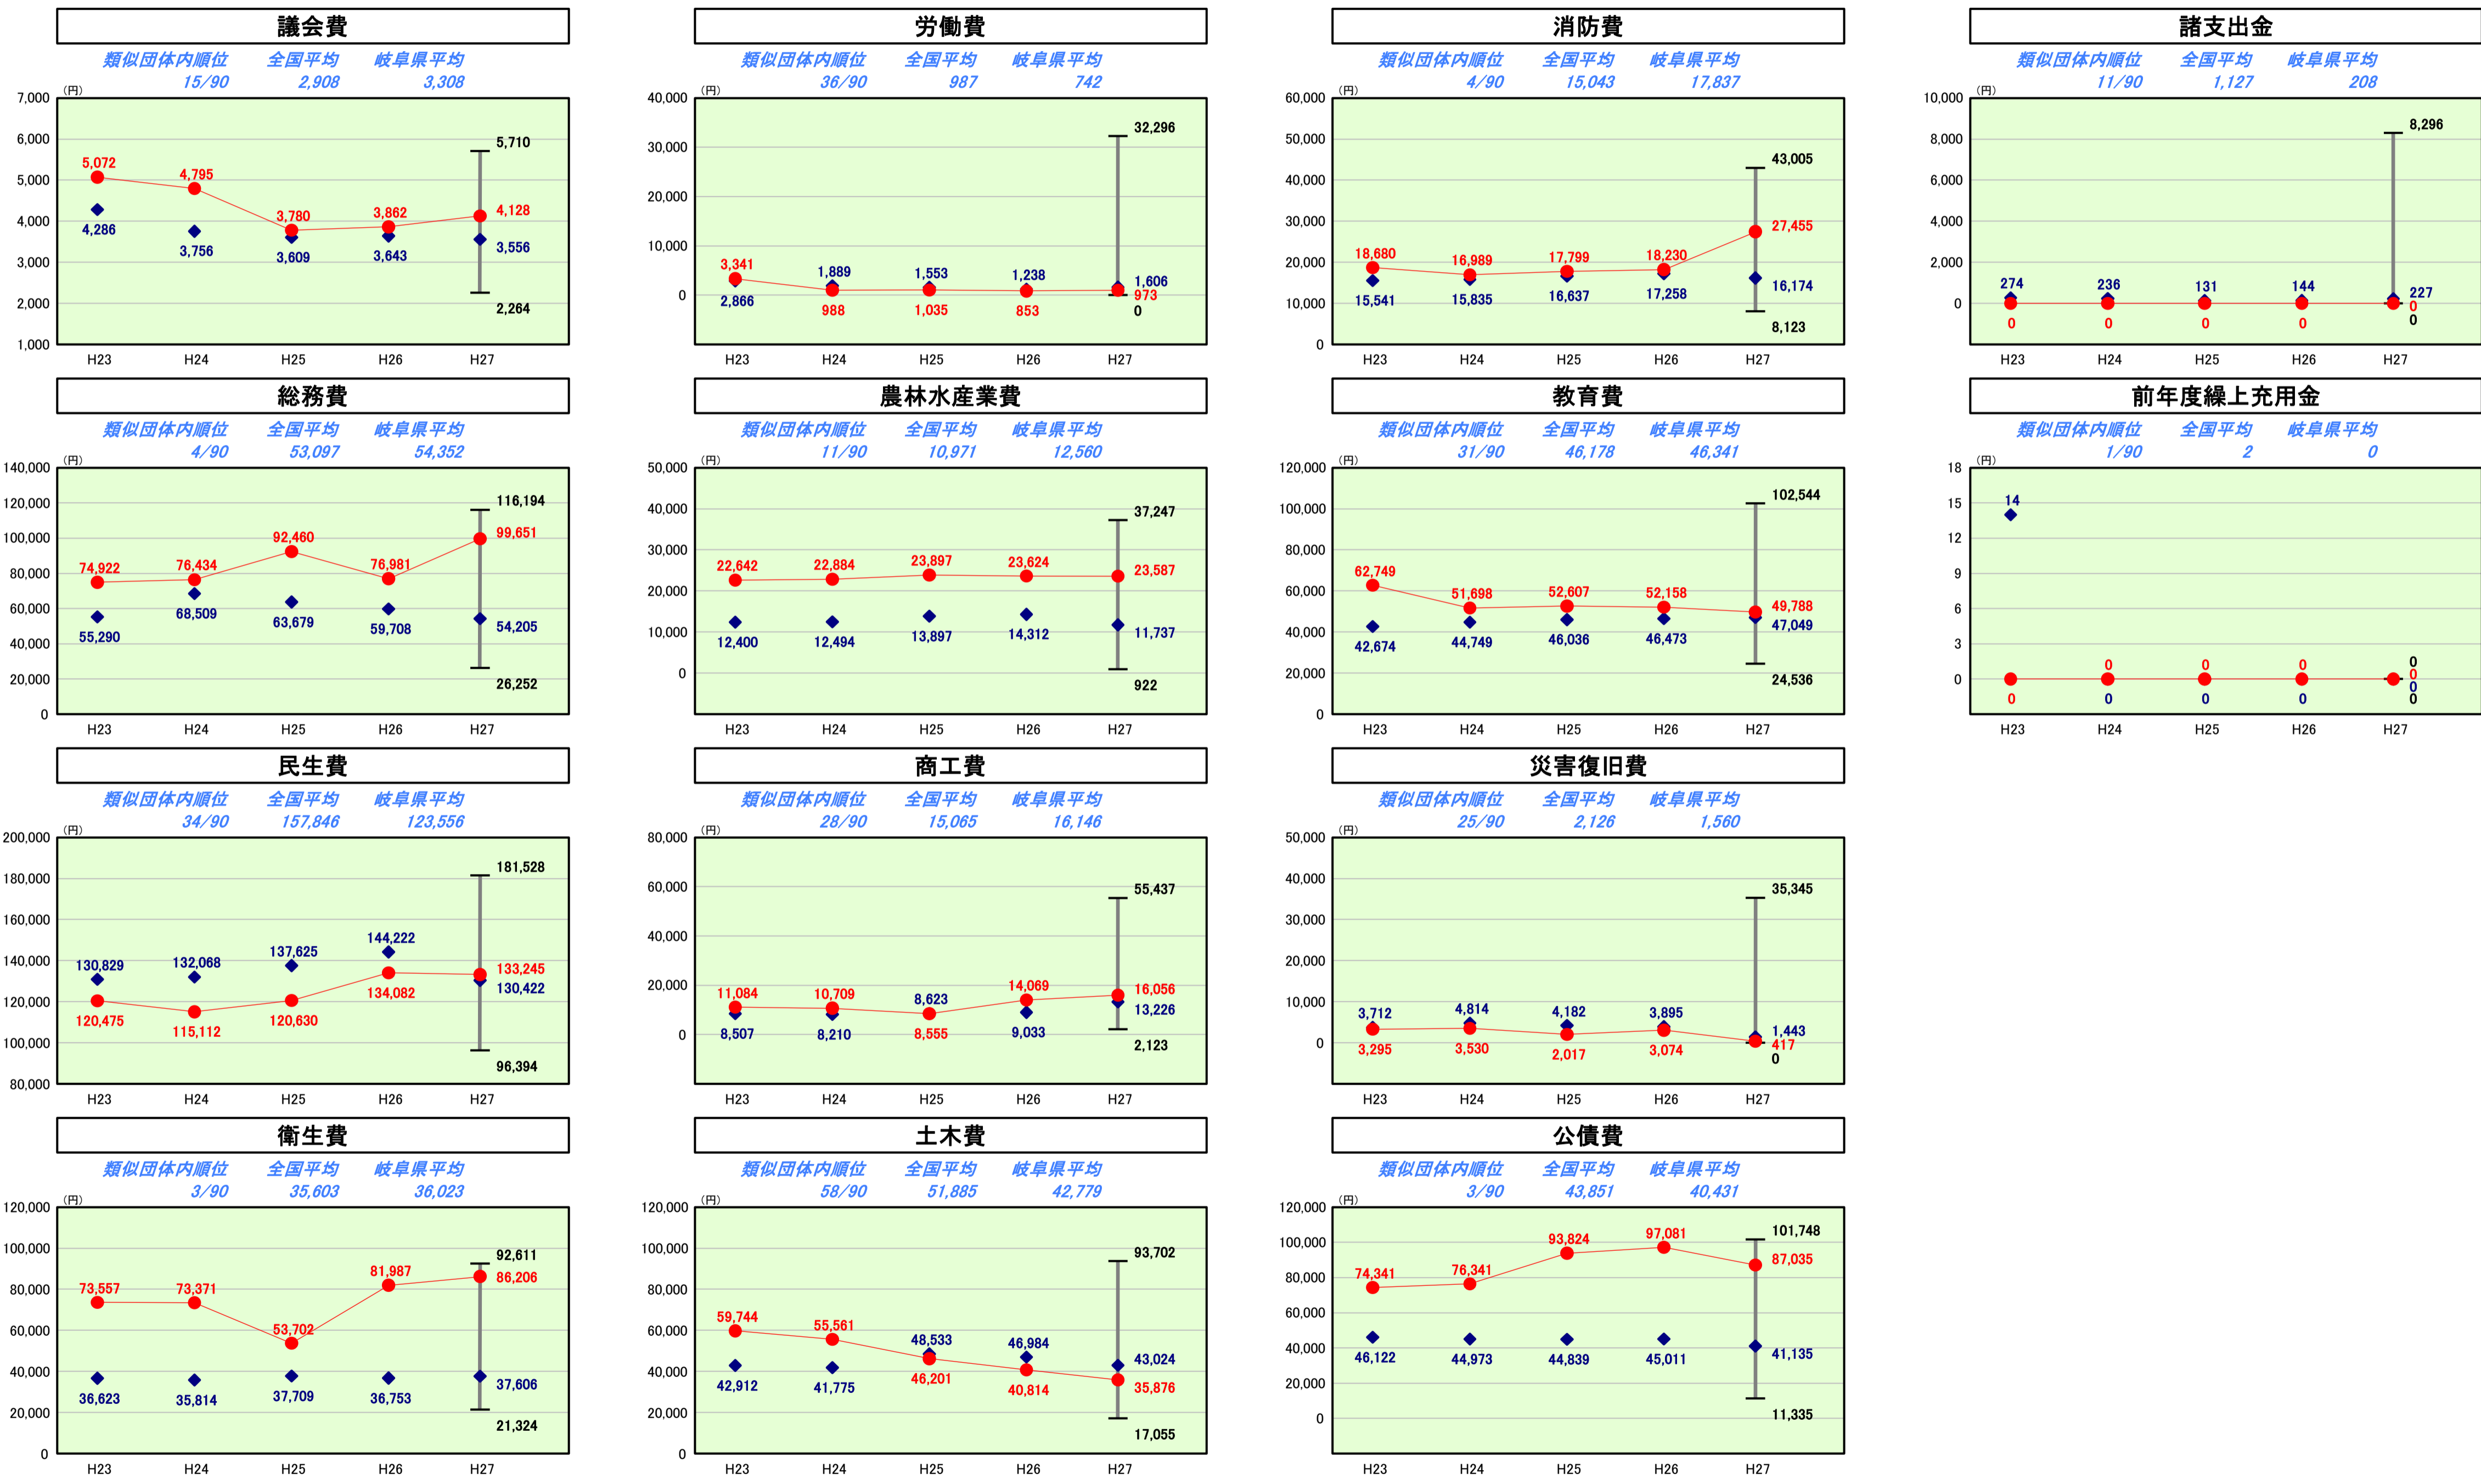 議会費
類似団体内順位 全国平均 岐阜県平均
15/90 2,908 3,308
(円)
7,000
6,000
5,000
4,000
3,000
2,000
1,000
5,072 4,795 3,780 3,862 4,128
4,286 3,756 3,609 3,643 3,556
5,710
2,264
H23 H24 H25 H26 H27
労働費
類似団体内順位 全国平均 岐阜県平均
36/90 987 742
(円)
40,000
30,000
20,000
10,000
0
3,341 988 1,035 853 973
2,866 1,889 1,553 1,238 1,606
32,296
0
H23 H24 H25 H26 H27
消防費
類似団体内順位 全国平均 岐阜県平均
4/90 15,043 17,837
(円)
60,000
50,000
40,000
30,000
20,000
10,000
0
18,680 16,989 17,799 18,230 27,455
15,541 15,835 16,637 17,258 16,174
43,005
8,123
H23 H24 H25 H26 H27
諸支出金
類似団体内順位 全国平均 岐阜県平均
11/90 1,127 208
(円)
10,000
8,000
6,000
4,000
2,000
0
274 236 131 144 227
0 0 0 0 0
8,296
0
H23 H24 H25 H26 H27
総務費
類似団体内順位 全国平均 岐阜県平均
4/90 53,097 54,352
(円)
140,000
120,000
100,000
80,000
60,000
40,000
20,000
0
74,922 76,434 92,460 76,981 99,651
55,290 68,509 63,679 59,708 54,205
116,194
26,252
H23 H24 H25 H26 H27
農林水産業費
類似団体内順位 全国平均 岐阜県平均
11/90 10,971 12,560
(円)
50,000
40,000
30,000
20,000
10,000
0
22,642 22,884 23,897 23,624 23,587
12,400 12,494 13,897 14,312 11,737
37,247
922
H23 H24 H25 H26 H27
教育費
類似団体内順位 全国平均 岐阜県平均
31/90 46,178 46,341
(円)
120,000
100,000
80,000
60,000
40,000
20,000
0
62,749 51,698 52,607 52,158 49,788
42,674 44,749 46,036 46,473 47,049
102,544
24,536
H23 H24 H25 H26 H27
前年度繰上充用金
類似団体内順位 全国平均 岐阜県平均
1/90 2 0
(円)
18
15
12
9
6
3
0
14 0 0 0 0
0 0 0 0 0
0
0
H23 H24 H25 H26 H27
民生費
類似団体内順位 全国平均 岐阜県平均
34/90 157,846 123,556
(円)
200,000
180,000
160,000
140,000
120,000
100,000
80,000
130,829 132,068 137,625 144,222 130,422
120,475 115,112 120,630 134,082 133,245
181,528
96,394
H23 H24 H25 H26 H27
商工費
類似団体内順位 全国平均 岐阜県平均
28/90 15,065 16,146
(円)
80,000
60,000
40,000
20,000
0
11,084 10,709 8,555 14,069 16,056
8,507 8,210 8,623 9,033 13,226
55,437
2,123
H23 H24 H25 H26 H27
災害復旧費
類似団体内順位 全国平均 岐阜県平均
25/90 2,126 1,560
(円)
50,000
40,000
30,000
20,000
10,000
0
3,712 4,814 4,182 3,895 1,443
3,295 3,530 2,017 3,074 417
35,345
0
H23 H24 H25 H26 H27
衛生費
類似団体内順位 全国平均 岐阜県平均
3/90 35,603 36,023
(円)
120,000
100,000
80,000
60,000
40,000
20,000
0
73,557 73,371 53,702 81,987 86,206
36,623 35,814 37,709 36,753 37,606
92,611
21,324
H23 H24 H25 H26 H27
土木費
類似団体内順位 全国平均 岐阜県平均
58/90 51,885 42,779
(円)
120,000
100,000
80,000
60,000
40,000
20,000
0
59,744 55,561 46,201 40,814 35,876
42,912 41,775 48,533 46,984 43,024
93,702
17,055
H23 H24 H25 H26 H27
公債費
類似団体内順位 全国平均 岐阜県平均
3/90 43,851 40,431
(円)
120,000
100,000
80,000
60,000
40,000
20,000
0
74,341 76,341 93,824 97,081 87,035
46,122 44,973 44,839 45,011 41,135
101,748
11,335
H23 H24 H25 H26 H27